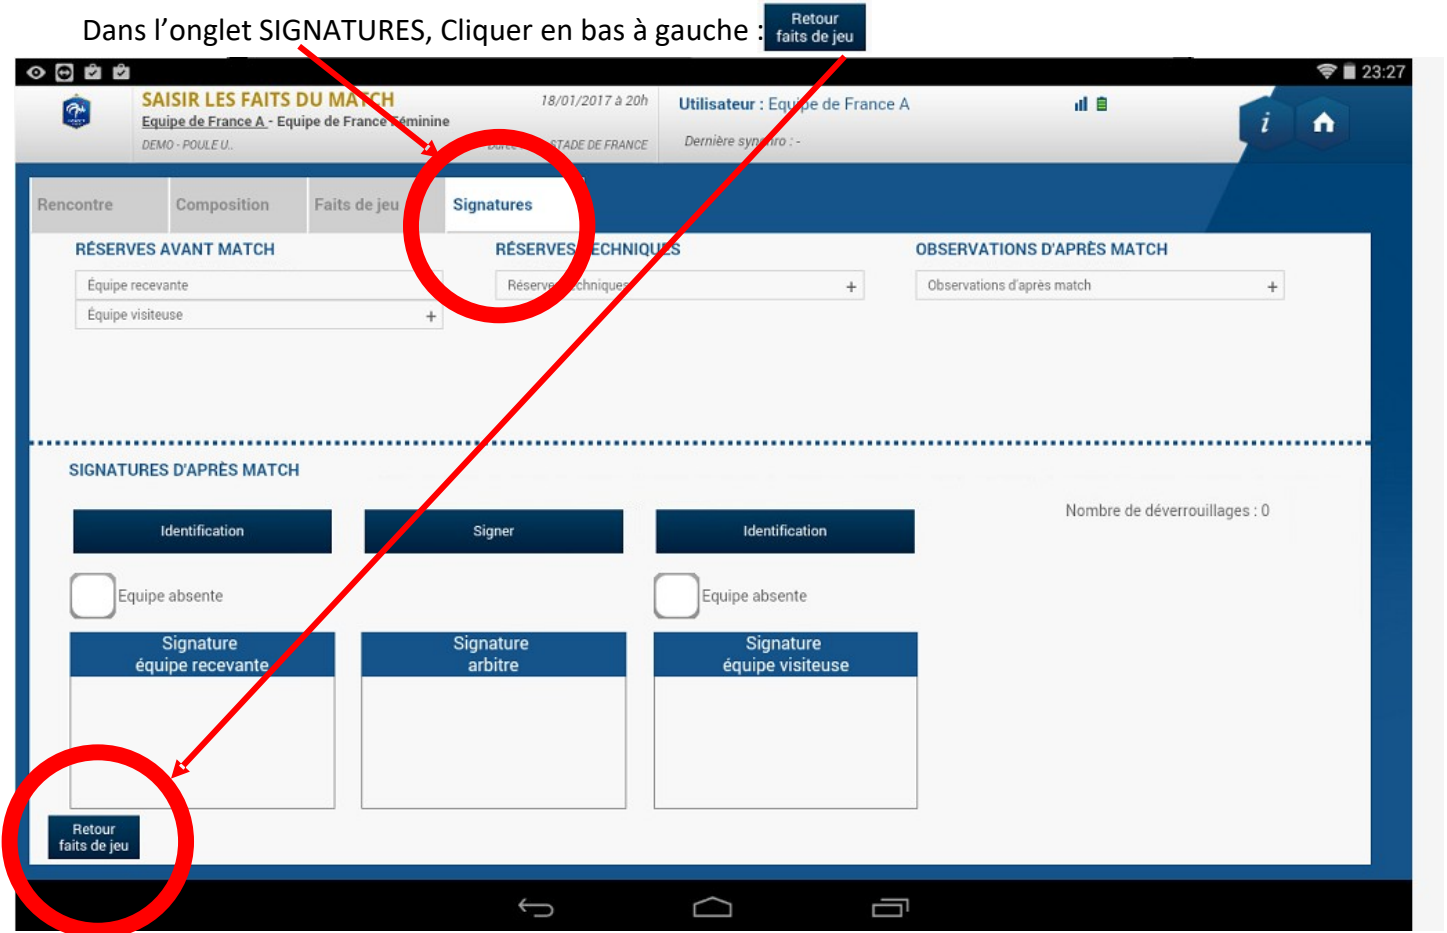 Dans l’onglet SIGNATURES, Cliquer en bas à gauche :
Retour
faits de jeu
23:27
SAISIR LES FAITS DU MATCH
Equipe de France A - Equipe de France Féminine
DEMO - POULE U..
18/01/2017 à 20h
STADE DE FRANCE
Utilisateur : Equipe de France A
Dernière synchro : -
i
Rencontre
Composition
Faits de jeu
Signatures
RÉSERVES AVANT MATCH
RÉSERVES TECHNIQUES
OBSERVATIONS D'APRÈS MATCH
Équipe recevante
Réserves techniques +
Observations d'après match +
Équipe visiteuse +
SIGNATURES D'APRÈS MATCH
Nombre de déverrouillages : 0
Identification
Signer
Identification
Equipe absente
Equipe absente
Signature
équipe recevante
Signature
arbitre
Signature
équipe visiteuse
Retour
faits de jeu